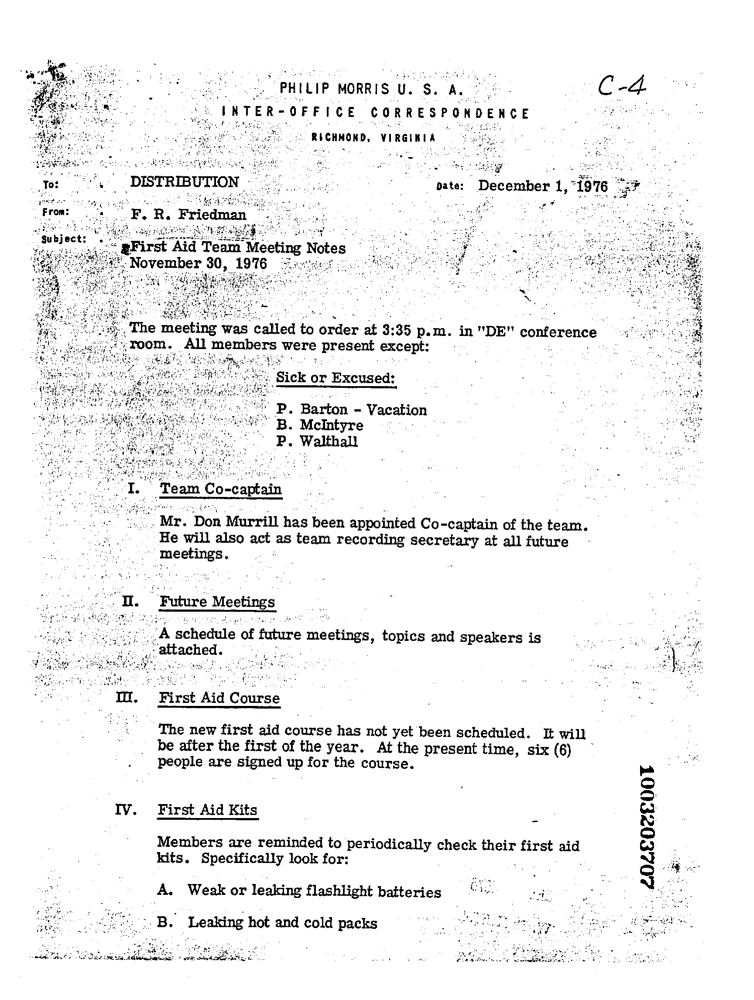 C-4
PHILIP MORRIS U. S. A.
INTER-OFFICE CORRESPONDENCE
RICHMOND, VIRGINIA
To: DISTRIBUTION Date: December 1, 1976
From: F. R. Friedman
Subject: First Aid Team Meeting Notes
November 30, 1976
The meeting was called to order at 3:35 p.m. in "DE" conference
room. All members were present except:
Sick or Excused:
P. Barton - Vacation
B. McIntyre
P. Walthall
I. Team Co-captain
Mr. Don Murrill has been appointed Co-captain of the team.
He will also act as team recording secretary at all future
meetings.
II. Future Meetings
A schedule of future meetings, topics and speakers is
attached.
III. First Aid Course
The new first aid course has not yet been scheduled. It will
be after the first of the year. At the present time, six (6)
people are signed up for the course.
IV. First Aid Kits
Members are reminded to periodically check their first aid
kits. Specifically look for:
A. Weak or leaking flashlight batteries
B. Leaking hot and cold packs
1003203707